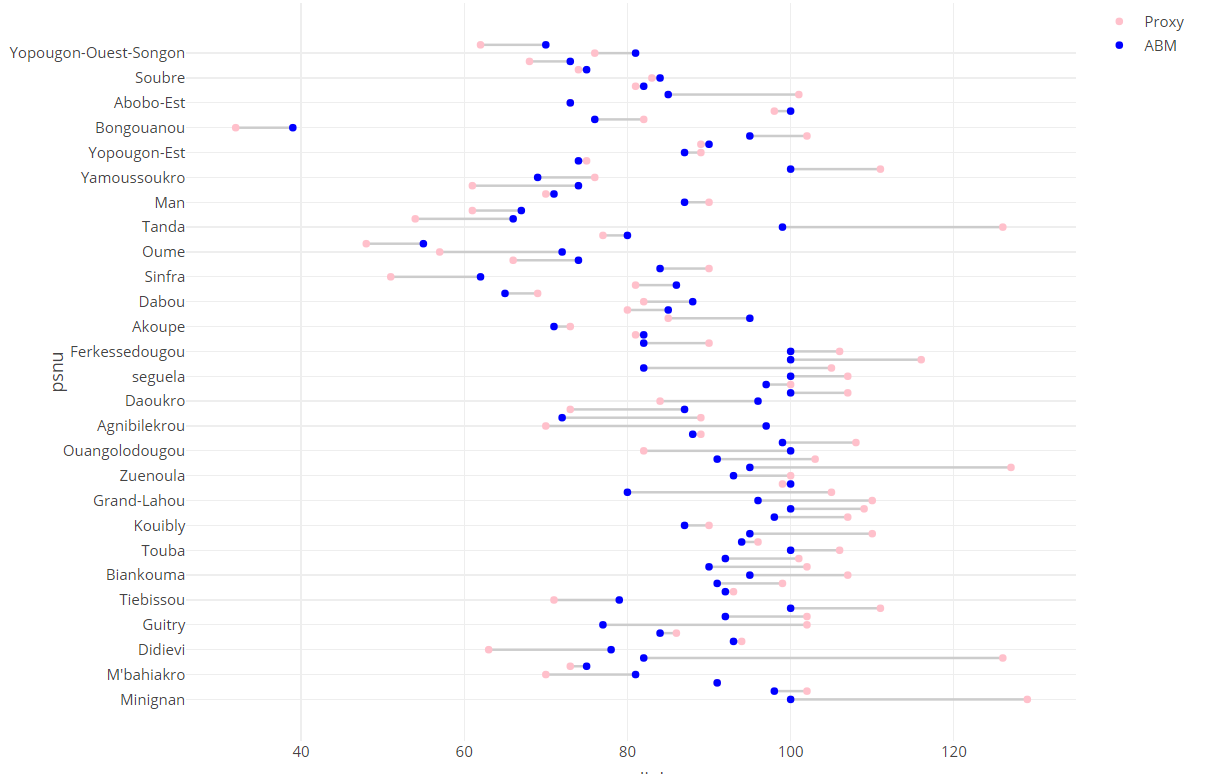 Proxy
ABM
Yopougon-Ouest-Songon
Soubre
Abobo-Est
Bongouanou
Yopougon-Est
Yamoussoukro
Man
Tanda
Oume
Sinfra
Dabou
Akoupe
Ferkessedougou
seguela
Daoukro
Agnibilekrou
Ouangolodougou
Zuenoula
Grand-Lahou
Kouibly
Touba
Biankouma
Tiebissou
Guitry
Didievi
M'bahiakro
Minignan
psnu
40 60 80 100 120